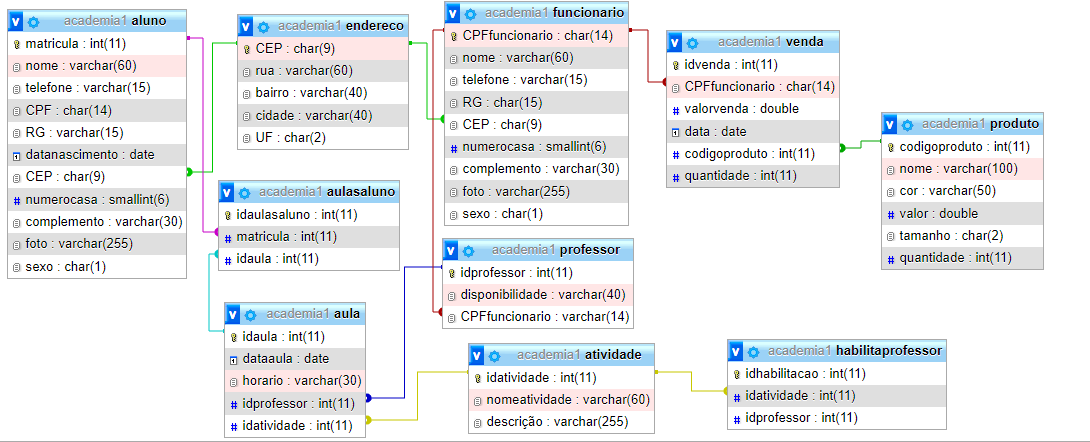 academia1 aluno
matricula : int(11)
nome : varchar(60)
telefone : varchar(15)
CPF : char(14)
RG : varchar(15)
datanascimento : date
CEP : char(9)
numerocasa : smallint(6)
complemento : varchar(30)
foto : varchar(255)
sexo : char(1)
academia1 endereco
CEP : char(9)
rua : varchar(60)
bairro : varchar(40)
cidade : varchar(40)
UF : char(2)
academia1 funcionario
CPFfuncionario : char(14)
nome : varchar(60)
telefone : varchar(15)
RG : char(15)
CEP : char(9)
numerocasa : smallint(6)
complemento : varchar(30)
foto : varchar(255)
sexo : char(1)
academia1 venda
idvenda : int(11)
CPFfuncionario : char(14)
valorvenda : double
data : date
codigoproduto : int(11)
quantidade : int(11)
academia1 produto
codigoproduto : int(11)
nome : varchar(100)
cor : varchar(50)
valor : double
tamanho : char(2)
quantidade : int(11)
academia1 aulasaluno
idaulasaluno : int(11)
matricula : int(11)
idaula : int(11)
academia1 professor
idprofessor : int(11)
disponibilidade : varchar(40)
CPFfuncionario : varchar(14)
academia1 aula
idaula : int(11)
dataaula : date
horario : varchar(30)
idprofessor : int(11)
idatividade : int(11)
academia1 atividade
idatividade : int(11)
nomeatividade : varchar(60)
descrição : varchar(255)
academia1 habilitaprofessor
idhabilitacao : int(11)
idatividade : int(11)
idprofessor : int(11)